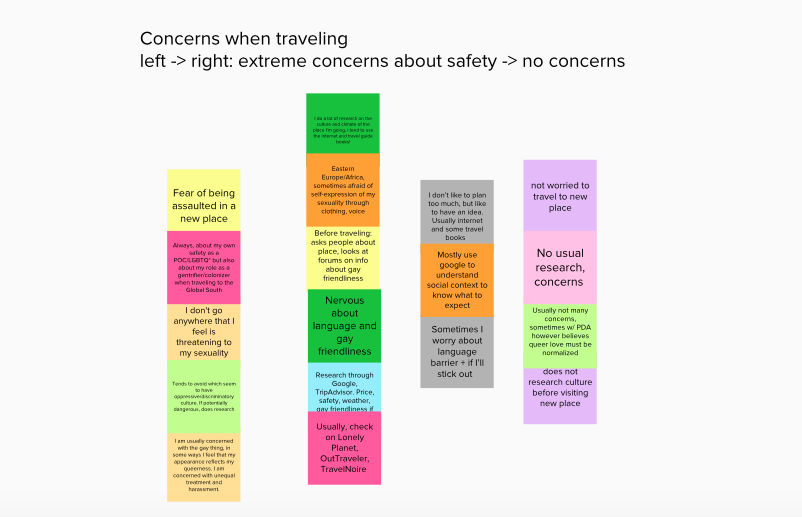 Concerns when traveling
left -> right: extreme concerns about safety -> no concerns
Fear of being
assaulted in a
new place
Always, about my own
safety as a
POC/LGBTQ* but also
about my role as a
gentrifier/colonizer
when traveling to the
Global South
I don't go
anywhere that I
feel is
threatening to
my sexuality
Tends to avoid which seem
to have
oppressive/discriminatory
culture. If potentially
dangerous, does research
I am usually concerned
with the gay thing, in
some ways I feel that my
appearance reflects my
queerness. I am
concerned with unequal
treatment and
harassment.
I do a lot of research on the
culture and climate of the
place I'm going, I tend to use
the internet and travel guide
books!
Eastern
Europe/Africa,
sometimes afraid of
self-expression of my
sexuality through
clothing, voice
Before traveling:
asks people about
place, looks at
forums on info
about gay
friendliness
Nervous
about
language and
gay
friendliness
Research through
Google,
TripAdvisor. Price,
safety, weather,
gay friendliness if
Usually, check
on Lonely
Planet,
OutTraveler,
TravelNoire
I don't like to plan
too much, but like
to have an idea.
Usually internet
and some travel
books
Mostly use
google to
understand
social context to
know what to
expect
Sometimes I
worry about
language
barrier + if I'll
stick out
not worried to
travel to new
place
No usual
research,
concerns
Usually not many
concerns,
sometimes w/ PDA
however believes
queer love must be
normalized
does not
research culture
before visiting
new place